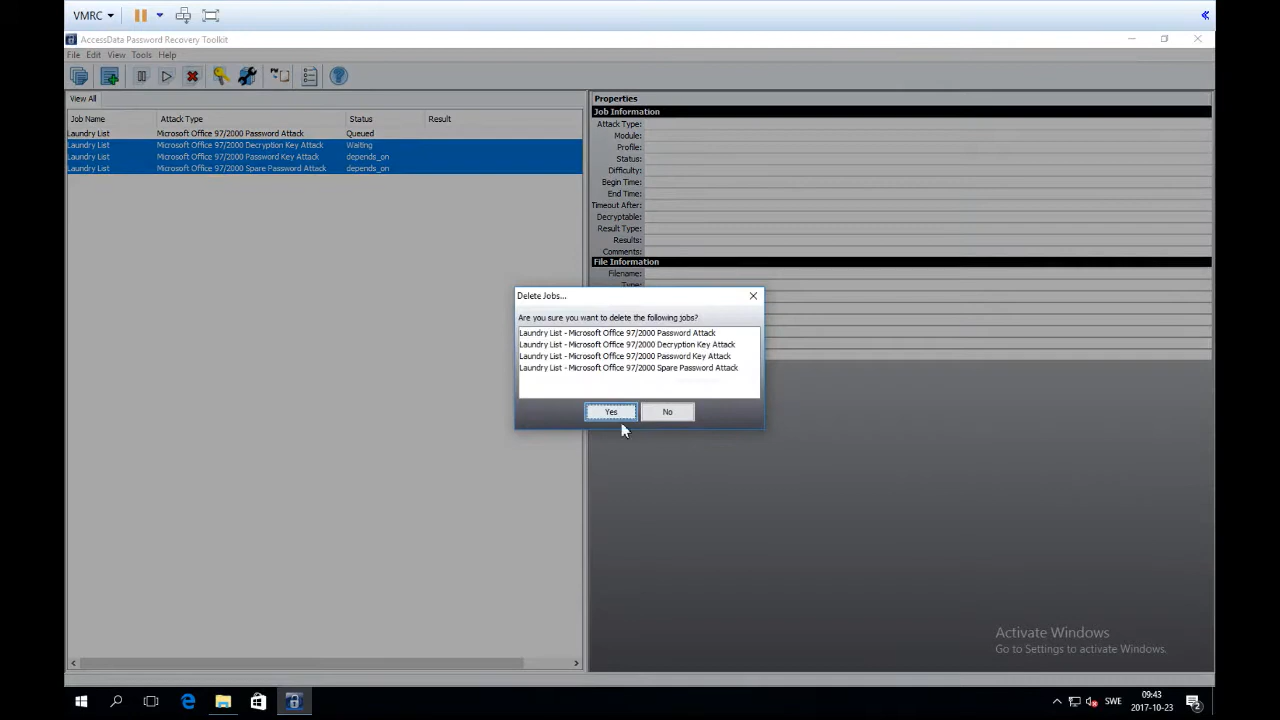 VMRC
AccessData Password Recovery Toolkit
File Edit View Tools Help
View All
Job Name Attack Type Status Result
Laundry List Microsoft Office 97/2000 Password Attack Queued
Laundry List Microsoft Office 97/2000 Decryption Key Attack Waiting
Laundry List Microsoft Office 97/2000 Password Key Attack depends_on
Laundry List Microsoft Office 97/2000 Spare Password Attack depends_on
Properties
Job Information
Attack Type:
Module:
Profile:
Status:
Difficulty:
Begin Time:
End Time:
Timeout After:
Decryptable:
Result Type:
Results:
Comments:
File Information
Filename:
Delete Jobs...
Are you sure you want to delete the following jobs?
Laundry List - Microsoft Office 97/2000 Password Attack
Laundry List - Microsoft Office 97/2000 Decryption Key Attack
Laundry List - Microsoft Office 97/2000 Password Key Attack
Laundry List - Microsoft Office 97/2000 Spare Password Attack
Yes No
Activate Windows
Go to Settings to activate Windows.
SWE
09:43
2017-10-23
2